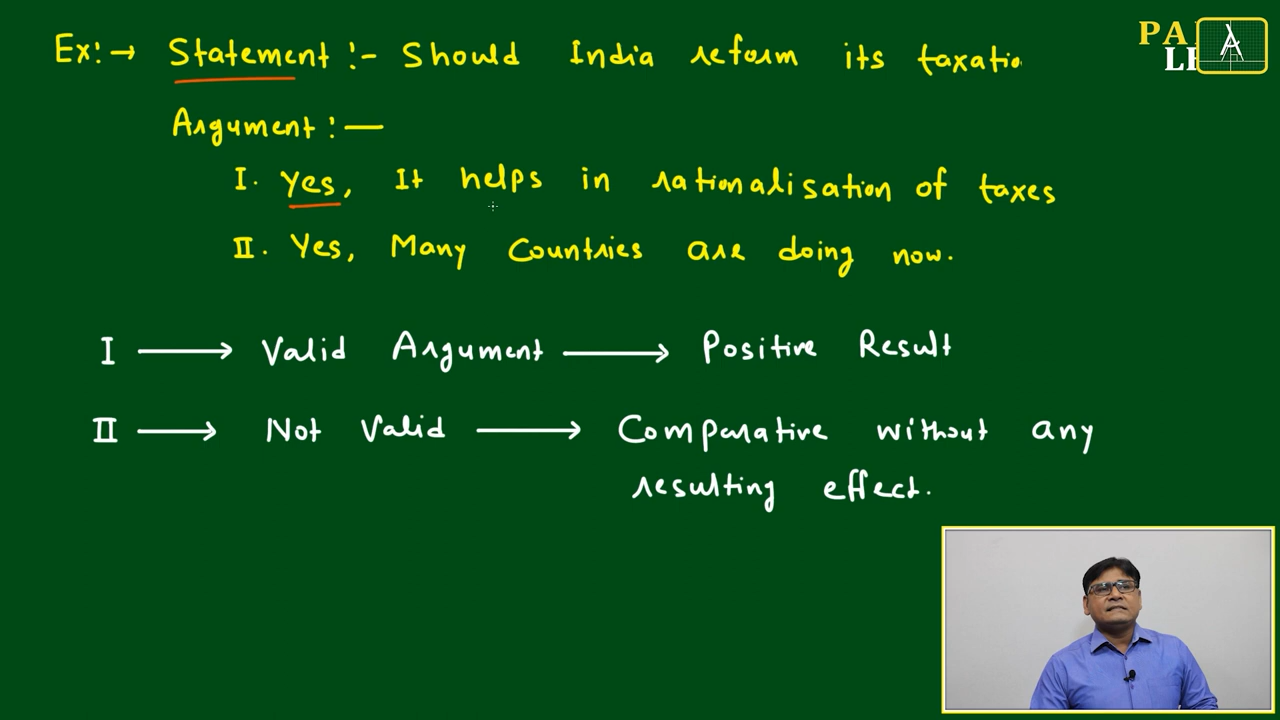 Ex:→ Statement :- Should India reform its taxatio
Argument :—
I. Yes, It helps in rationalisation of taxes
II. Yes, Many Countries are doing now.
I → Valid Argument → Positive Result
II → Not Valid → Comparative without any
resulting effect.